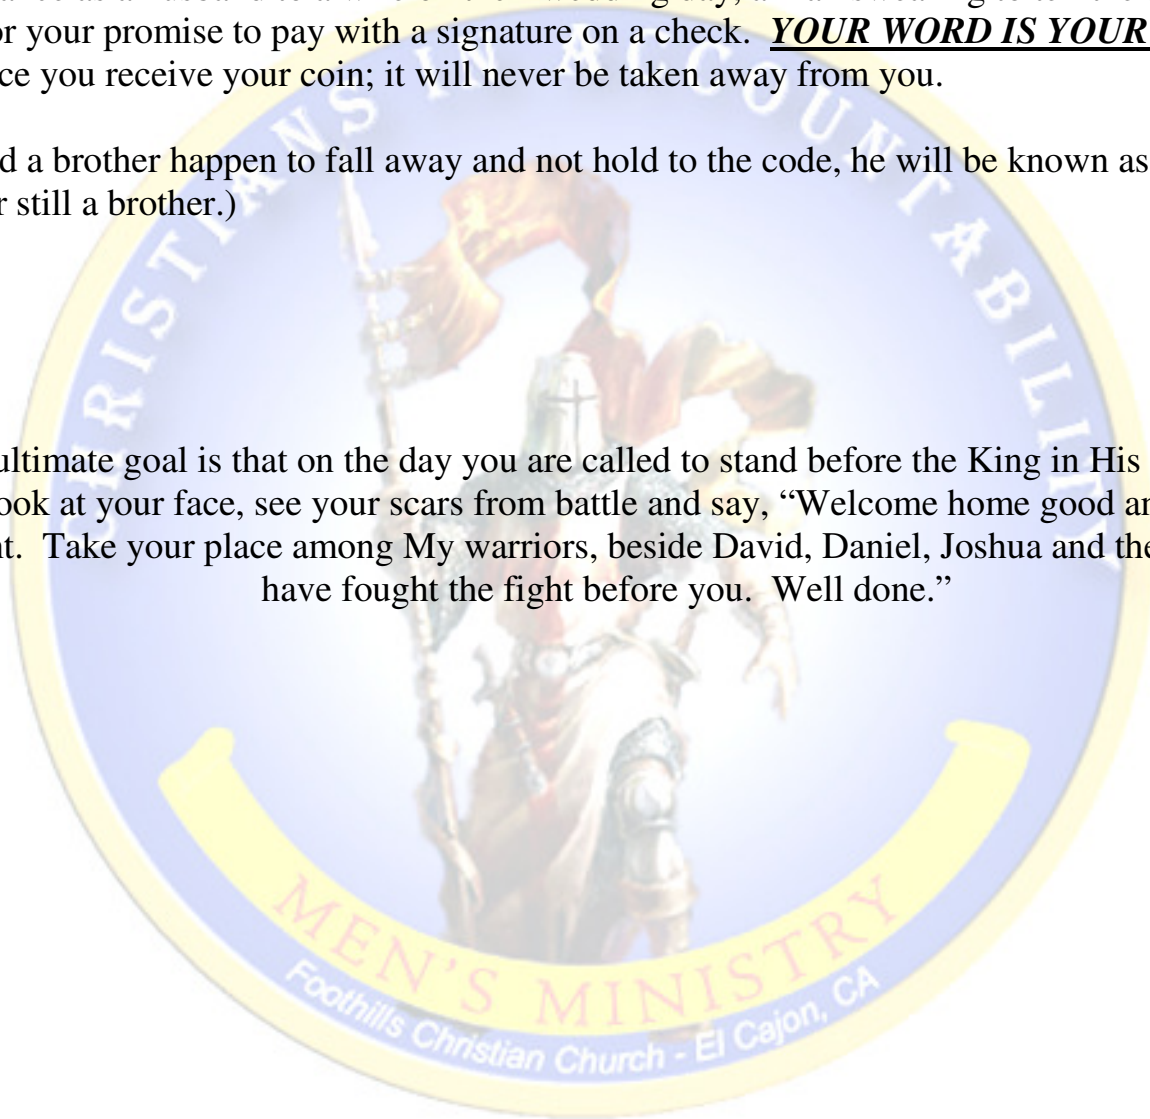 or your promise to pay with a signature on a check. YOUR WORD IS YOUR
ce you receive your coin; it will never be taken away from you.
d a brother happen to fall away and not hold to the code, he will be known as
r still a brother.)
ultimate goal is that on the day you are called to stand before the King in His
ook at your face, see your scars from battle and say, “Welcome home good an
nt. Take your place among My warriors, beside David, Daniel, Joshua and the
have fought the fight before you. Well done.”
CHRISTIANS IN ACCOUNTABILITY
MEN'S MINISTRY
Foothills Christian Church - El Cajon, CA